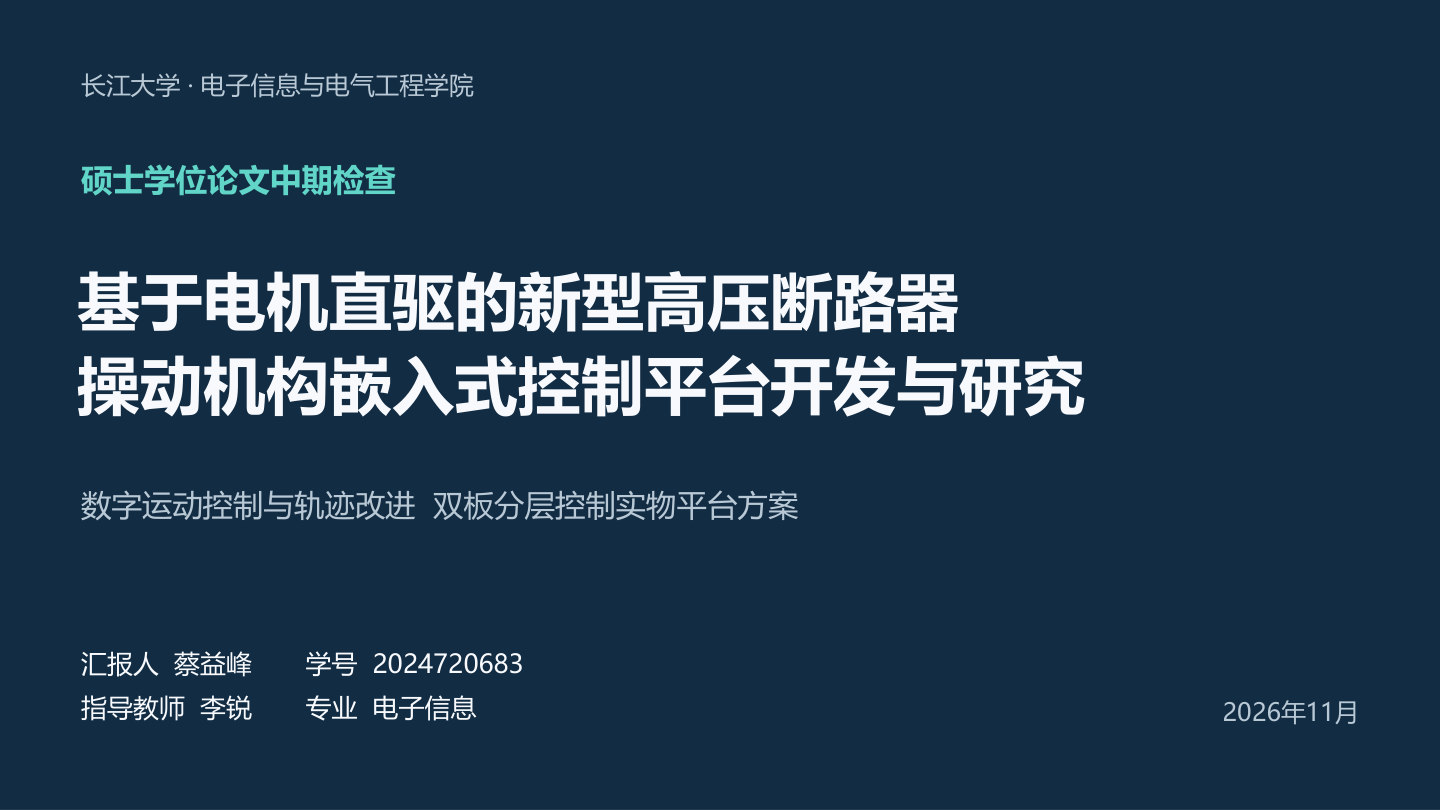 长江大学 · 电子信息与电气工程学院
硕士学位论文中期检查
基于电机直驱的新型高压断路器
操动机构嵌入式控制平台开发与研究
数字运动控制与轨迹改进 双板分层控制实物平台方案
汇报人 蔡益峰 学号 2024720683
指导教师 李锐 专业 电子信息
2026年11月